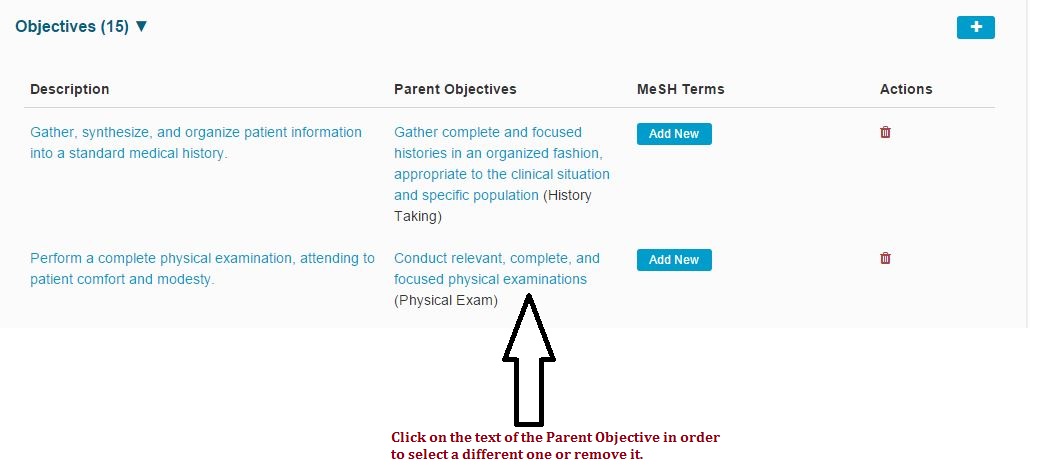 Objectives (15) ▼
+
Description Parent Objectives MeSH Terms Actions
Gather, synthesize, and organize patient information
into a standard medical history.
Gather complete and focused
histories in an organized fashion,
appropriate to the clinical situation
and specific population (History
Taking)
Add New
Perform a complete physical examination, attending to
patient comfort and modesty.
Conduct relevant, complete, and
focused physical examinations
(Physical Exam)
Add New
Click on the text of the Parent Objective in order
to select a different one or remove it.